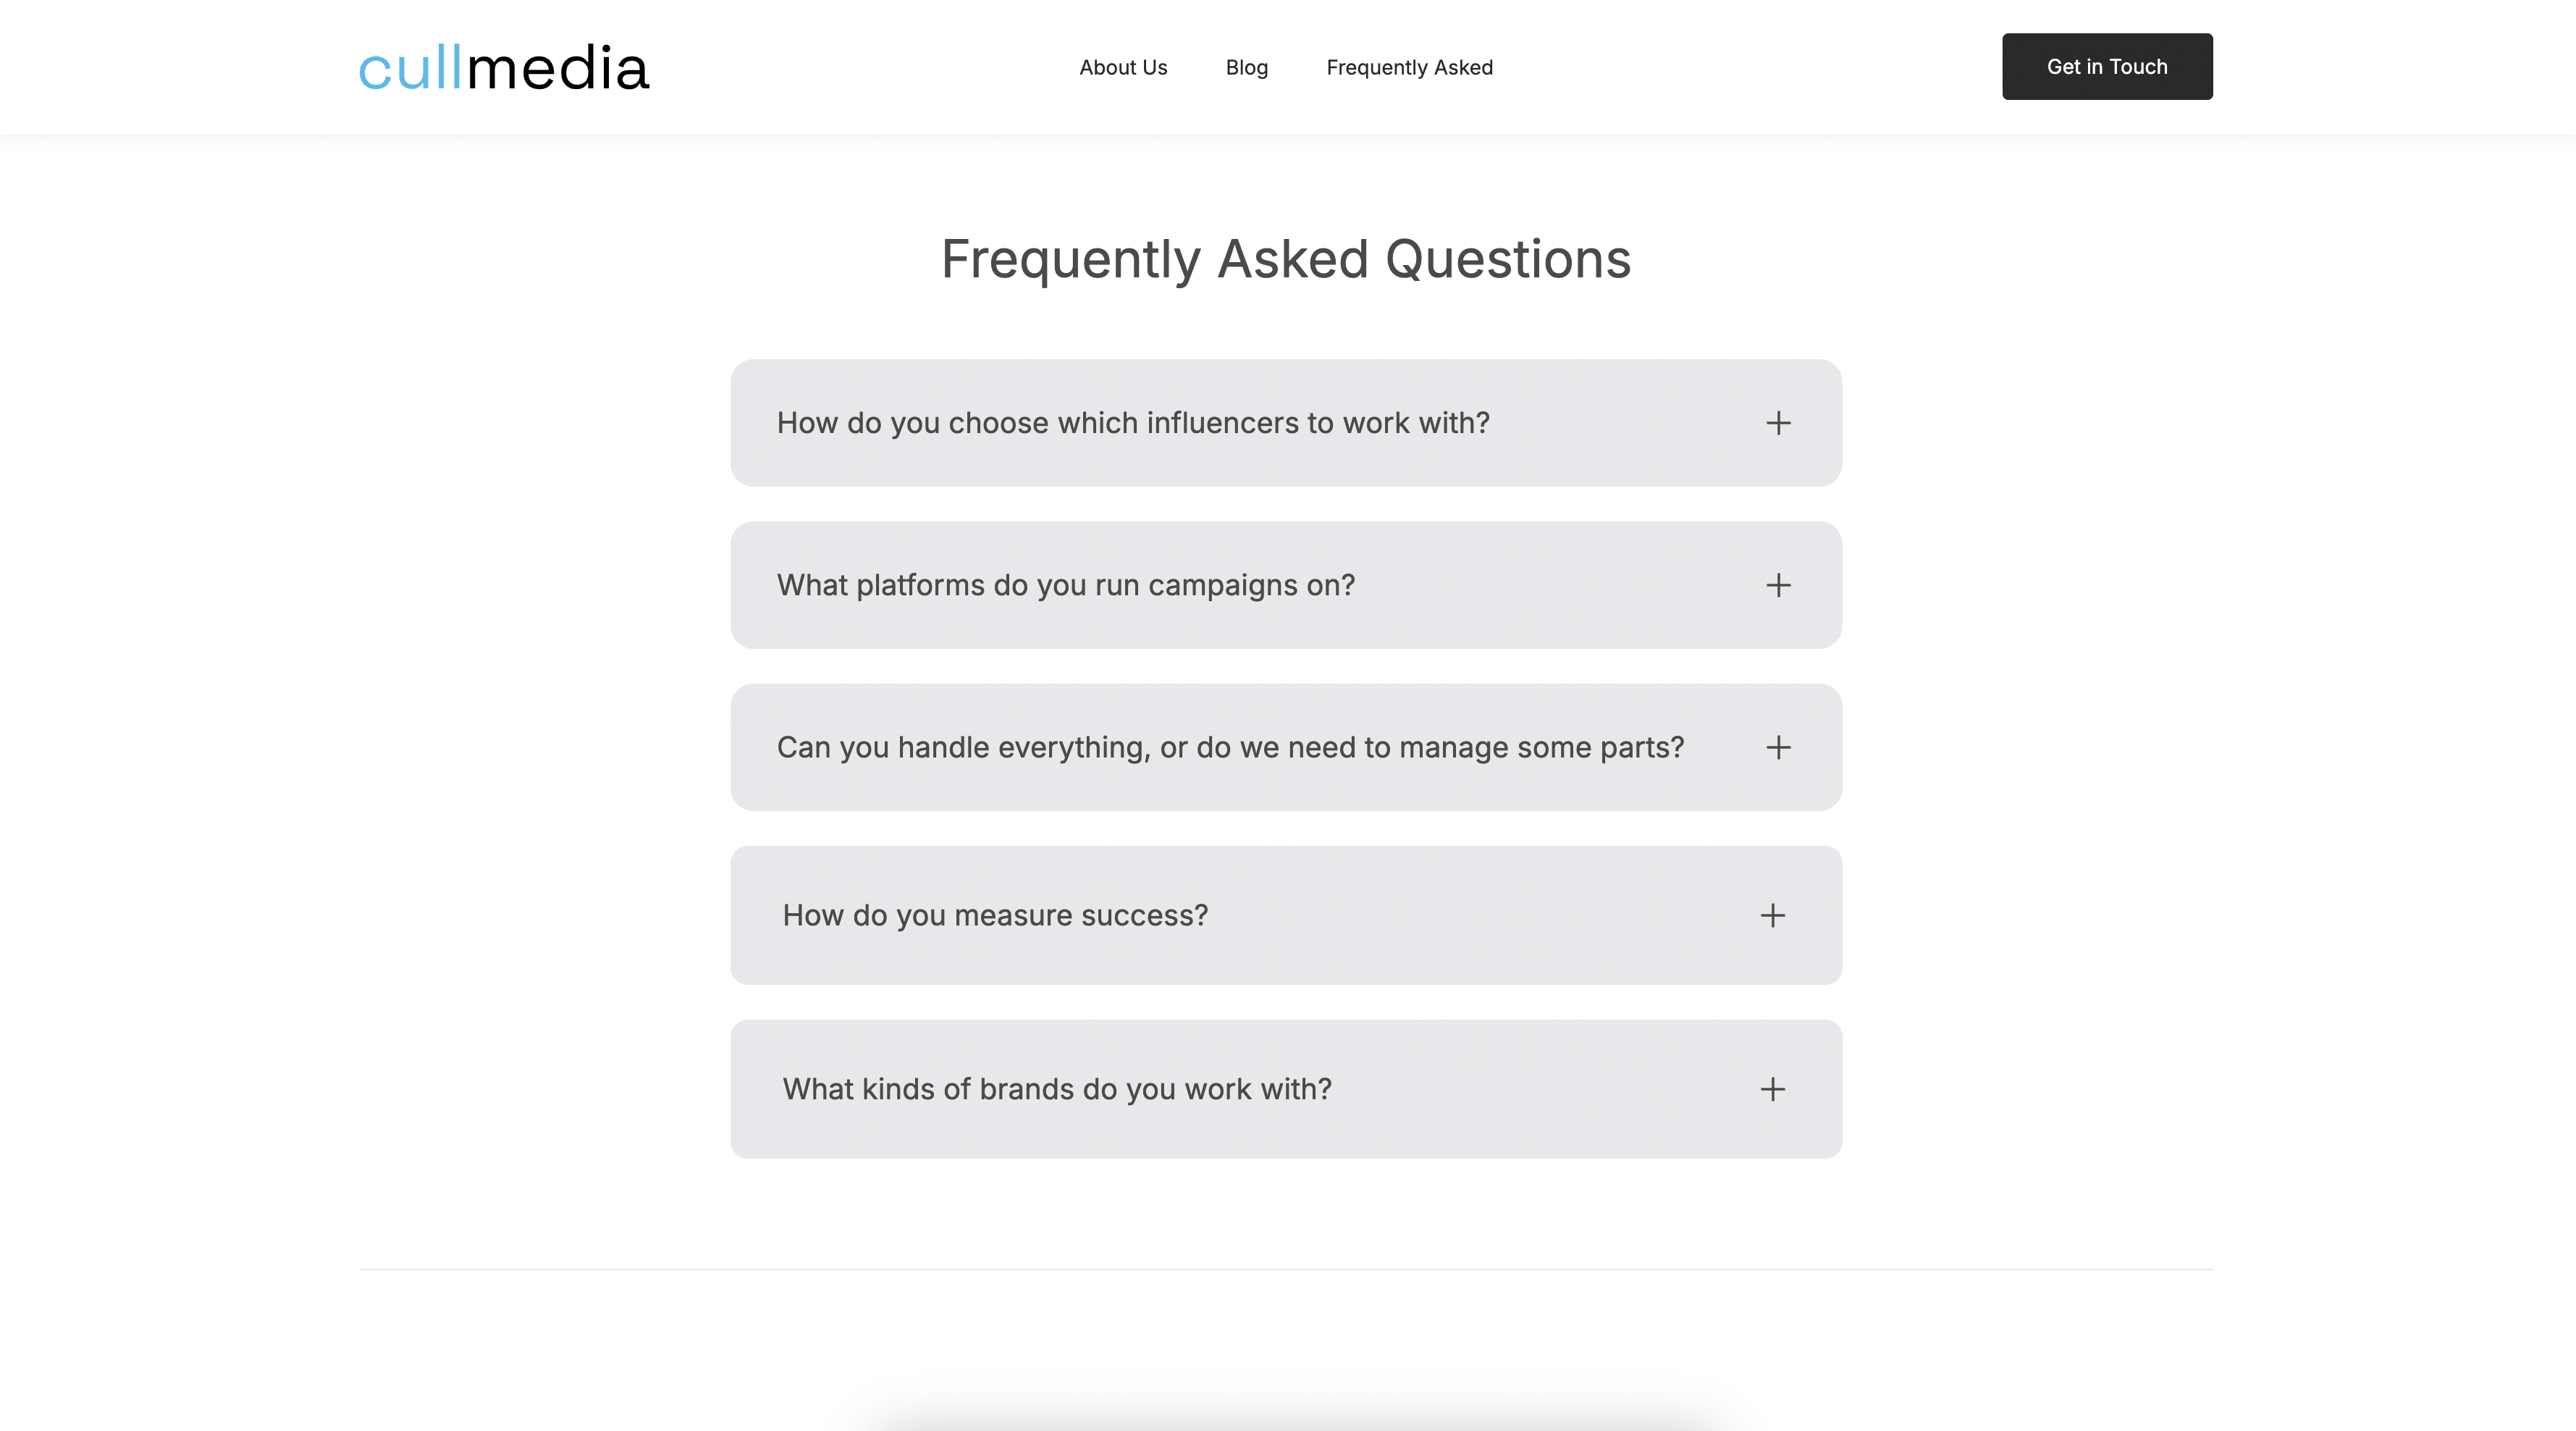 cullmedia
About Us
Blog
Frequently Asked
Get in Touch
Frequently Asked Questions
How do you choose which influencers to work with?
What platforms do you run campaigns on?
Can you handle everything, or do we need to manage some parts?
How do you measure success?
What kinds of brands do you work with?